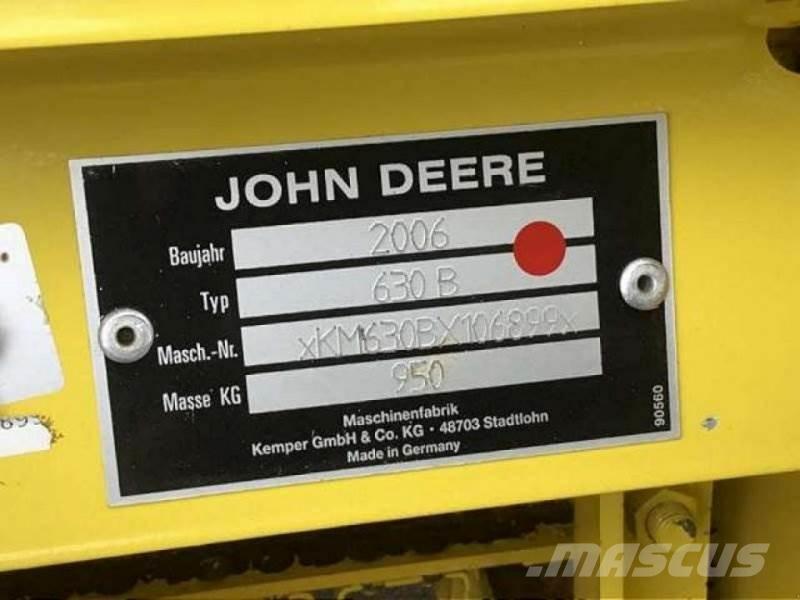 JOHN DEERE
Baujahr 2006
Typ 630 B
Masch.-Nr. xKM630BX106899x
Masse KG 950
Maschinenfabrik
Kemper GmbH & Co. KG · 48703 Stadtlohn
Made in Germany
90560
MASCUS